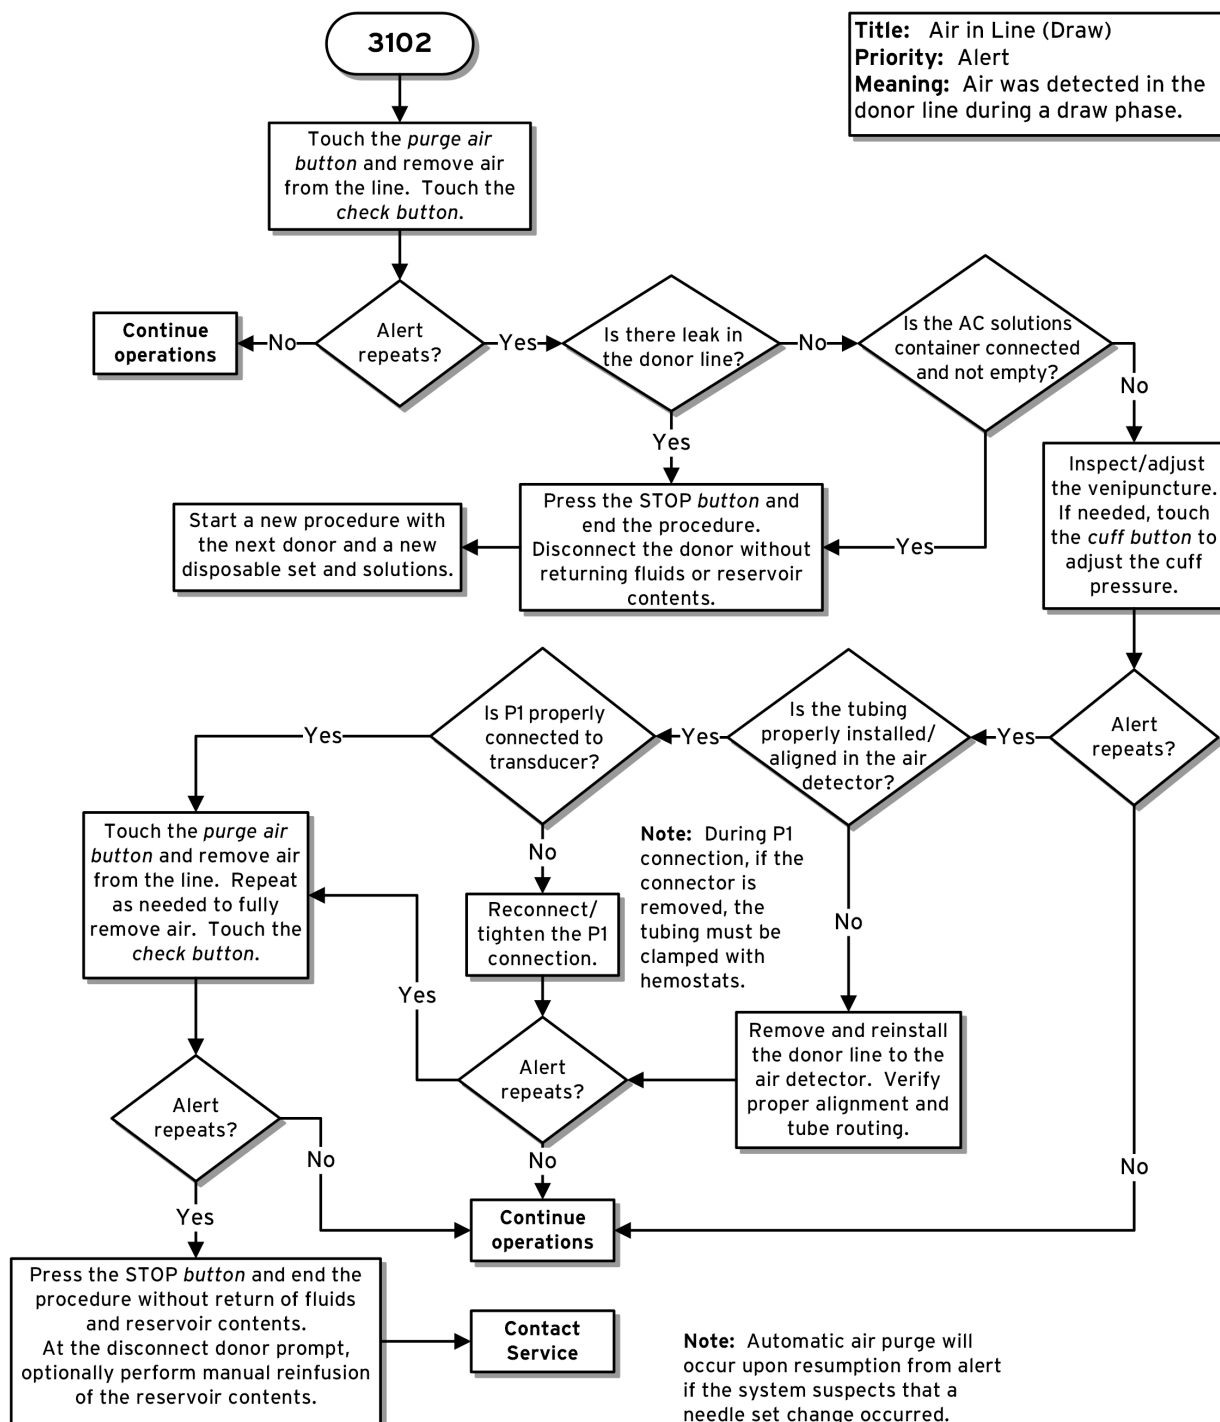 3102
Title: Air in Line (Draw)
Priority: Alert
Meaning: Air was detected in the
donor line during a draw phase.
Touch the purge air
button and remove air
from the line. Touch the
check button.
Alert
repeats?
No
Continue
operations
Yes
Is there leak in
the donor line?
No
Is the AC solutions
container connected
and not empty?
No
Yes
Yes
Inspect/adjust
the venipuncture.
If needed, touch
the cuff button to
adjust the cuff
pressure.
Press the STOP button and
end the procedure.
Disconnect the donor without
returning fluids or reservoir
contents.
Start a new procedure with
the next donor and a new
disposable set and solutions.
Alert
repeats?
Yes
No
Is the tubing
properly installed/
aligned in the air
detector?
Yes
No
Is P1 properly
connected to
transducer?
Yes
No
Note: During P1
connection, if the
connector is
removed, the
tubing must be
clamped with
hemostats.
Reconnect/
tighten the P1
connection.
Remove and reinstall
the donor line to the
air detector. Verify
proper alignment and
tube routing.
Alert
repeats?
Yes
No
Touch the purge air
button and remove air
from the line. Repeat
as needed to fully
remove air. Touch the
check button.
Alert
repeats?
No
Yes
Continue
operations
Press the STOP button and end the
procedure without return of fluids
and reservoir contents.
At the disconnect donor prompt,
optionally perform manual reinfusion
of the reservoir contents.
Contact
Service
Note: Automatic air purge will
occur upon resumption from alert
if the system suspects that a
needle set change occurred.